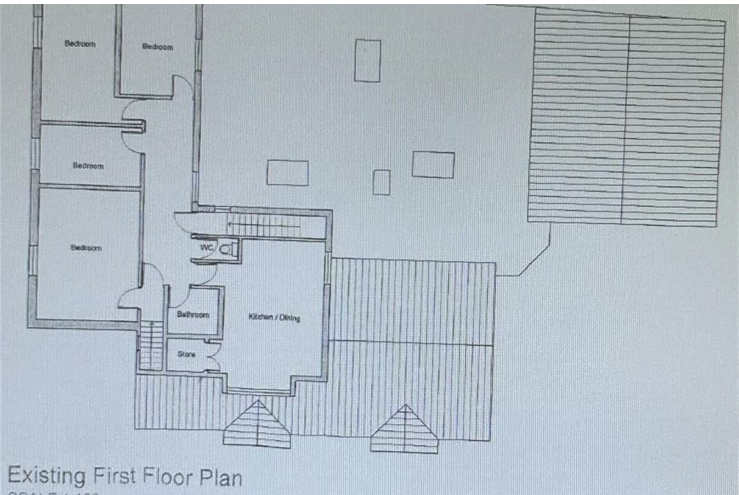 Bedroom
Bedroom
Bedroom
Bedroom
WC
Bathroom
Kitchen / Dining
Store
Existing First Floor Plan